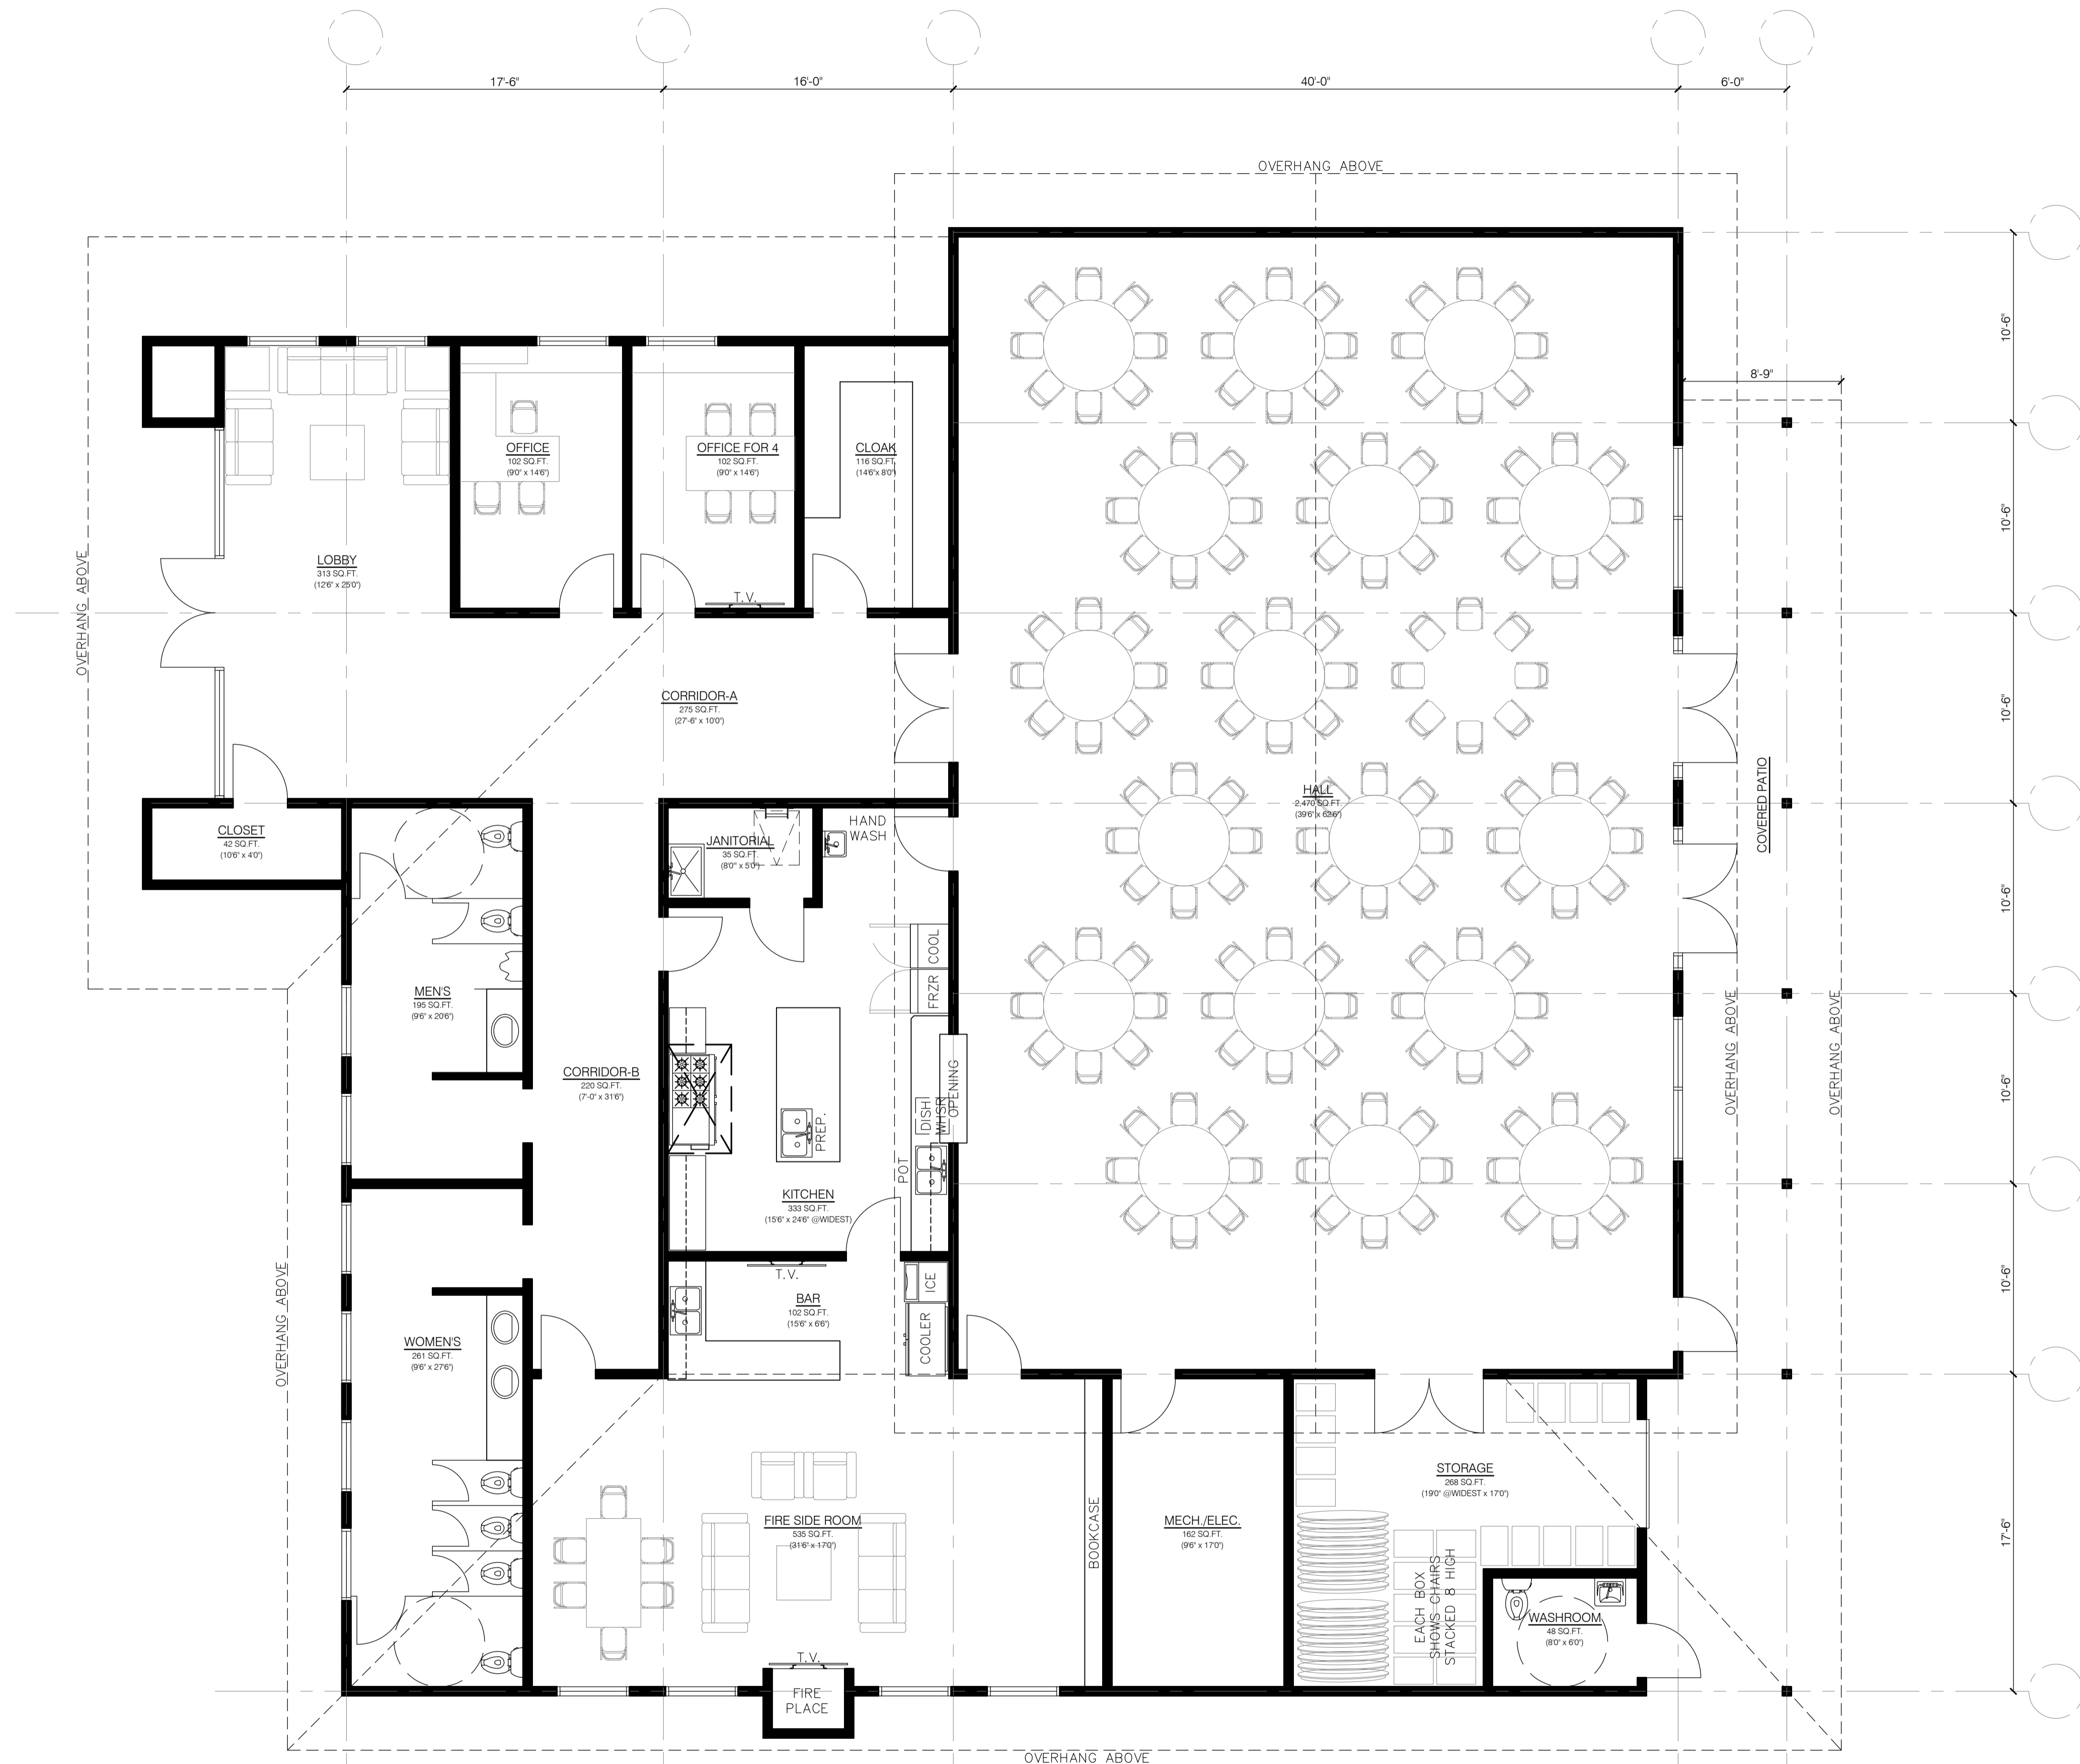 17'-6"
16'-0"
40'-0"
6'-0"
OVERHANG ABOVE
10'-6"
8'-9"
OFFICE
102 SQ.FT.
(9'0" x 14'6")
OFFICE FOR 4
102 SQ.FT.
(9'0" x 14'6")
CLOAK
116 SQ.FT.
(14'6"x 8'0")
10'-6"
OVERHANG ABOVE
LOBBY
313 SQ.FT.
(12'6" x 25'0")
T.V.
CORRIDOR-A
275 SQ.FT.
(27'-6" x 10'0")
10'-6"
COVERED PATIO
HALL
2,470 SQ.FT.
(39'6" x 62'6")
CLOSET
42 SQ.FT.
(10'6" x 4'0")
JANITORIAL
35 SQ.FT.
(8'0" x 5'0")
HAND
WASH
10'-6"
COOL
FRZR
MEN'S
195 SQ.FT.
(9'6" x 20'6")
OVERHANG ABOVE
OVERHANG ABOVE
CORRIDOR-B
220 SQ.FT.
(7'-0" x 31'6")
OPENING
DISH
WHSR
PREP.
POT
10'-6"
KITCHEN
333 SQ.FT.
(15'6" x 24'6" @WIDEST)
10'-6"
OVERHANG ABOVE
T.V.
ICE
BAR
102 SQ.FT.
(15'6" x 6'6")
COOLER
WOMEN'S
261 SQ.FT.
(9'6" x 27'6")
STORAGE
268 SQ.FT.
(19'0" @WIDEST x 17'0")
FIRE SIDE ROOM
535 SQ.FT.
(31'6" x 17'0")
BOOKCASE
MECH./ELEC.
162 SQ.FT.
(9'6" x 17'0")
17'-6"
EACH BOX
SHOWS CHAIRS
STACKED 8 HIGH
WASHROOM
48 SQ.FT.
(8'0" x 6'0")
T.V.
FIRE
PLACE
OVERHANG ABOVE